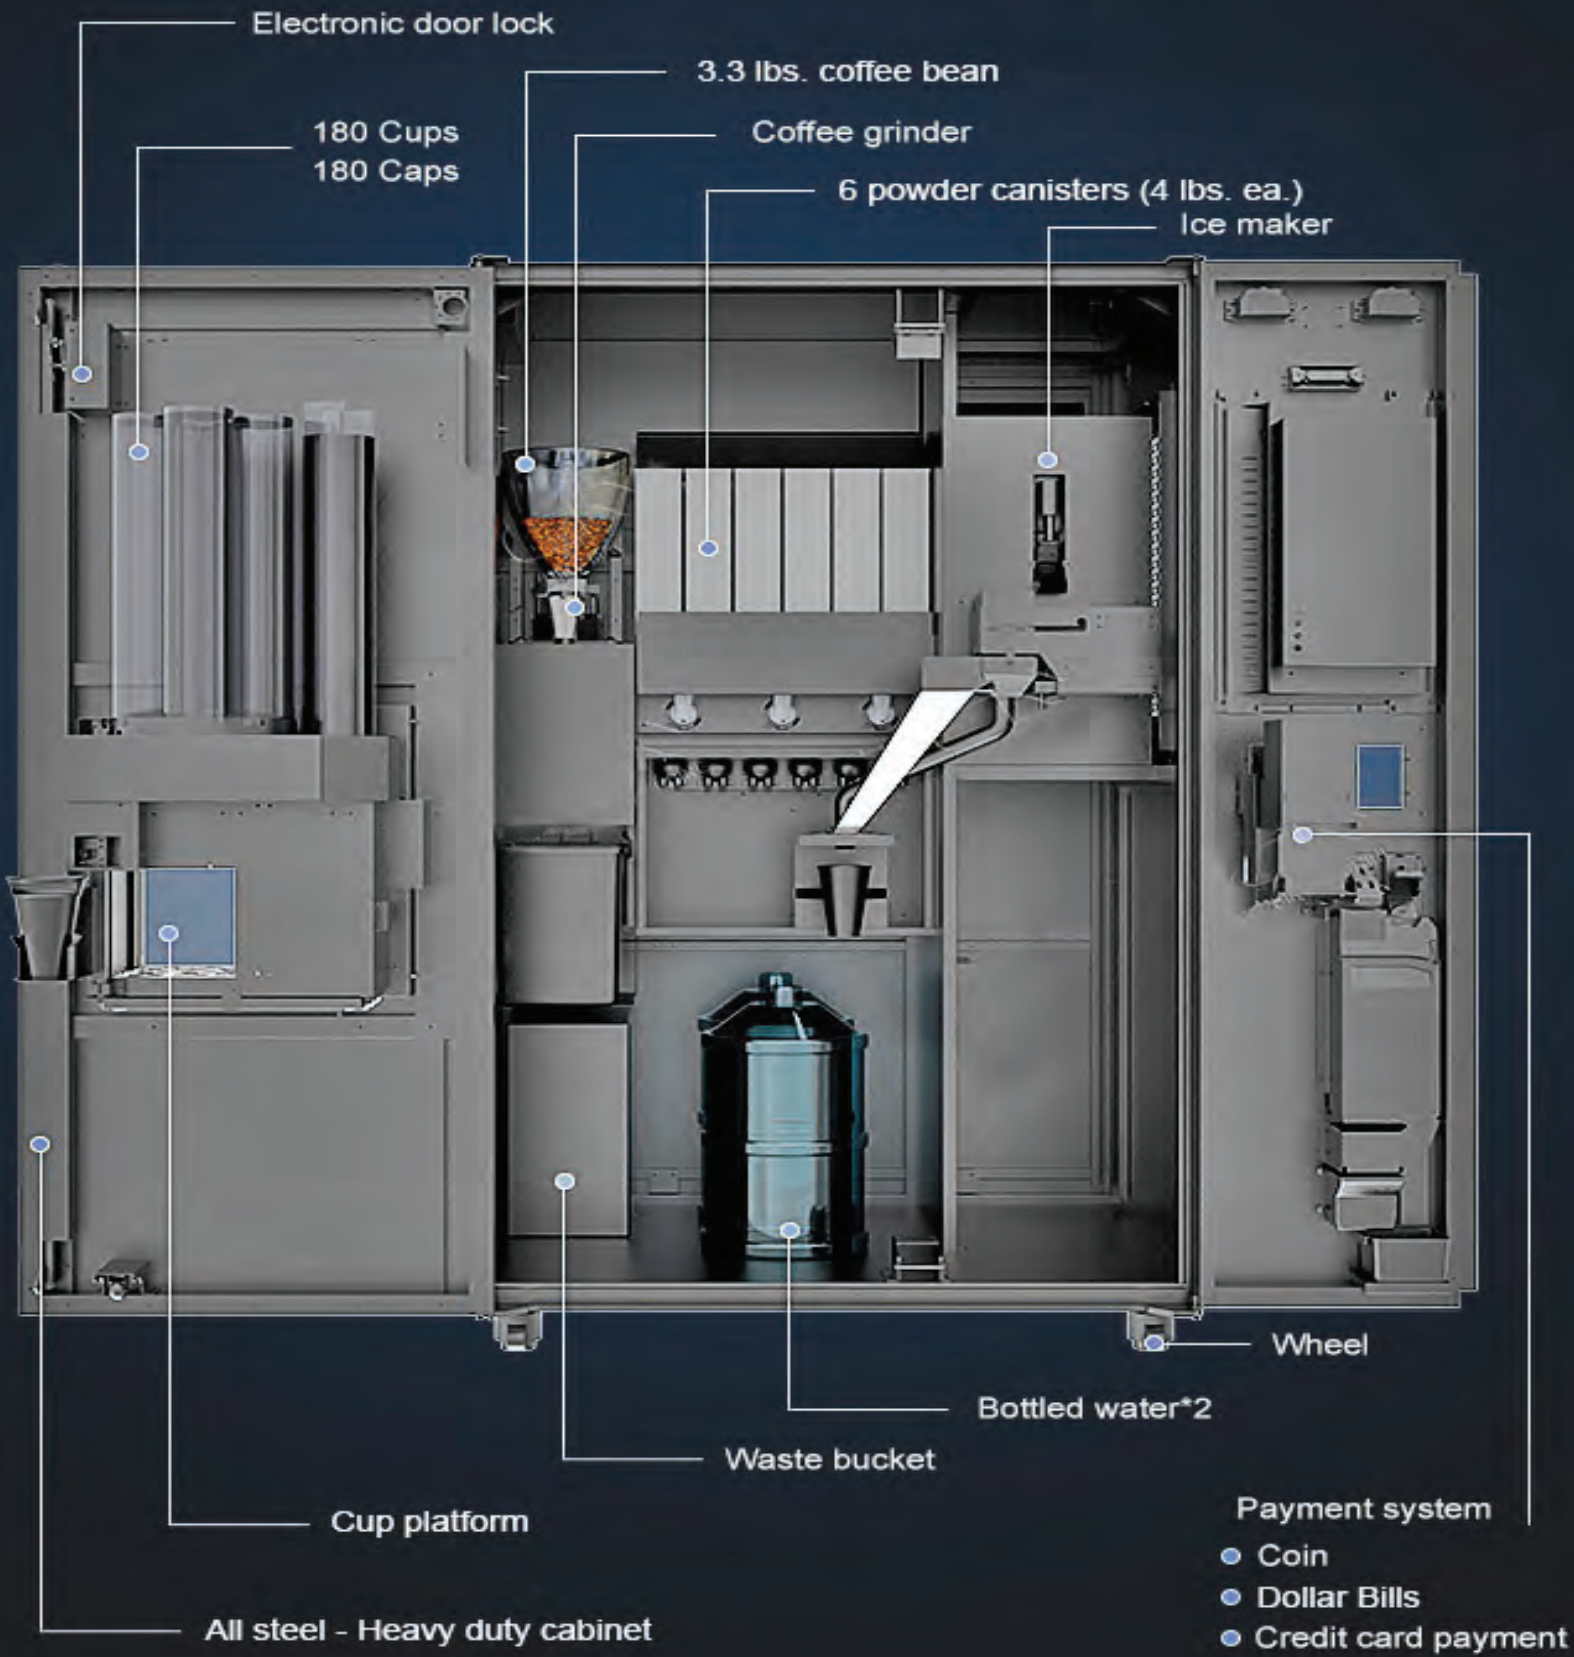 Electronic door lock
3.3 lbs. coffee bean
180 Cups
180 Caps
Coffee grinder
6 powder canisters (4 lbs. ea.)
Ice maker
Wheel
Bottled water*2
Waste bucket
Cup platform
All steel - Heavy duty cabinet
Payment system
Coin
Dollar Bills
Credit card payment